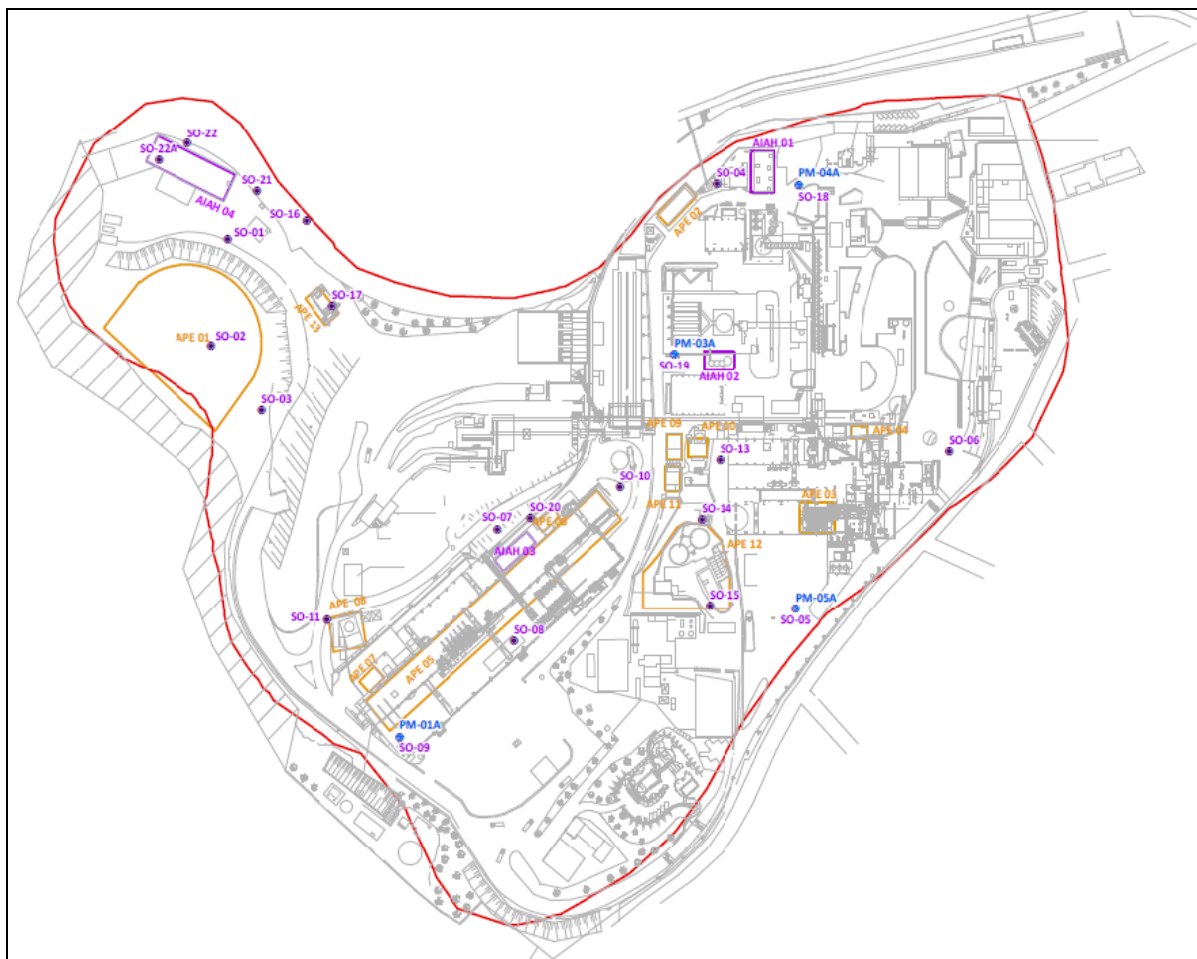 SO-22
SO-22A
AIAH 01
SO-04
PM-04A
SO-21
SO-18
AIAH 04
APE 02
SO-16
SO-01
SO-17
APE 13
APE 01
SO-02
PM-03A
SO-19
AIAH 02
SO-03
APE 09
APE 10
APE 04
SO-13
SO-06
SO-10
APE 11
APE 03
SO-20
SO-14
SO-07
AIAH 03
APE 12
APE 08
SO-11
SO-15
PM-05A
SO-05
SO-08
APE 07
APE 05
PM-01A
SO-09